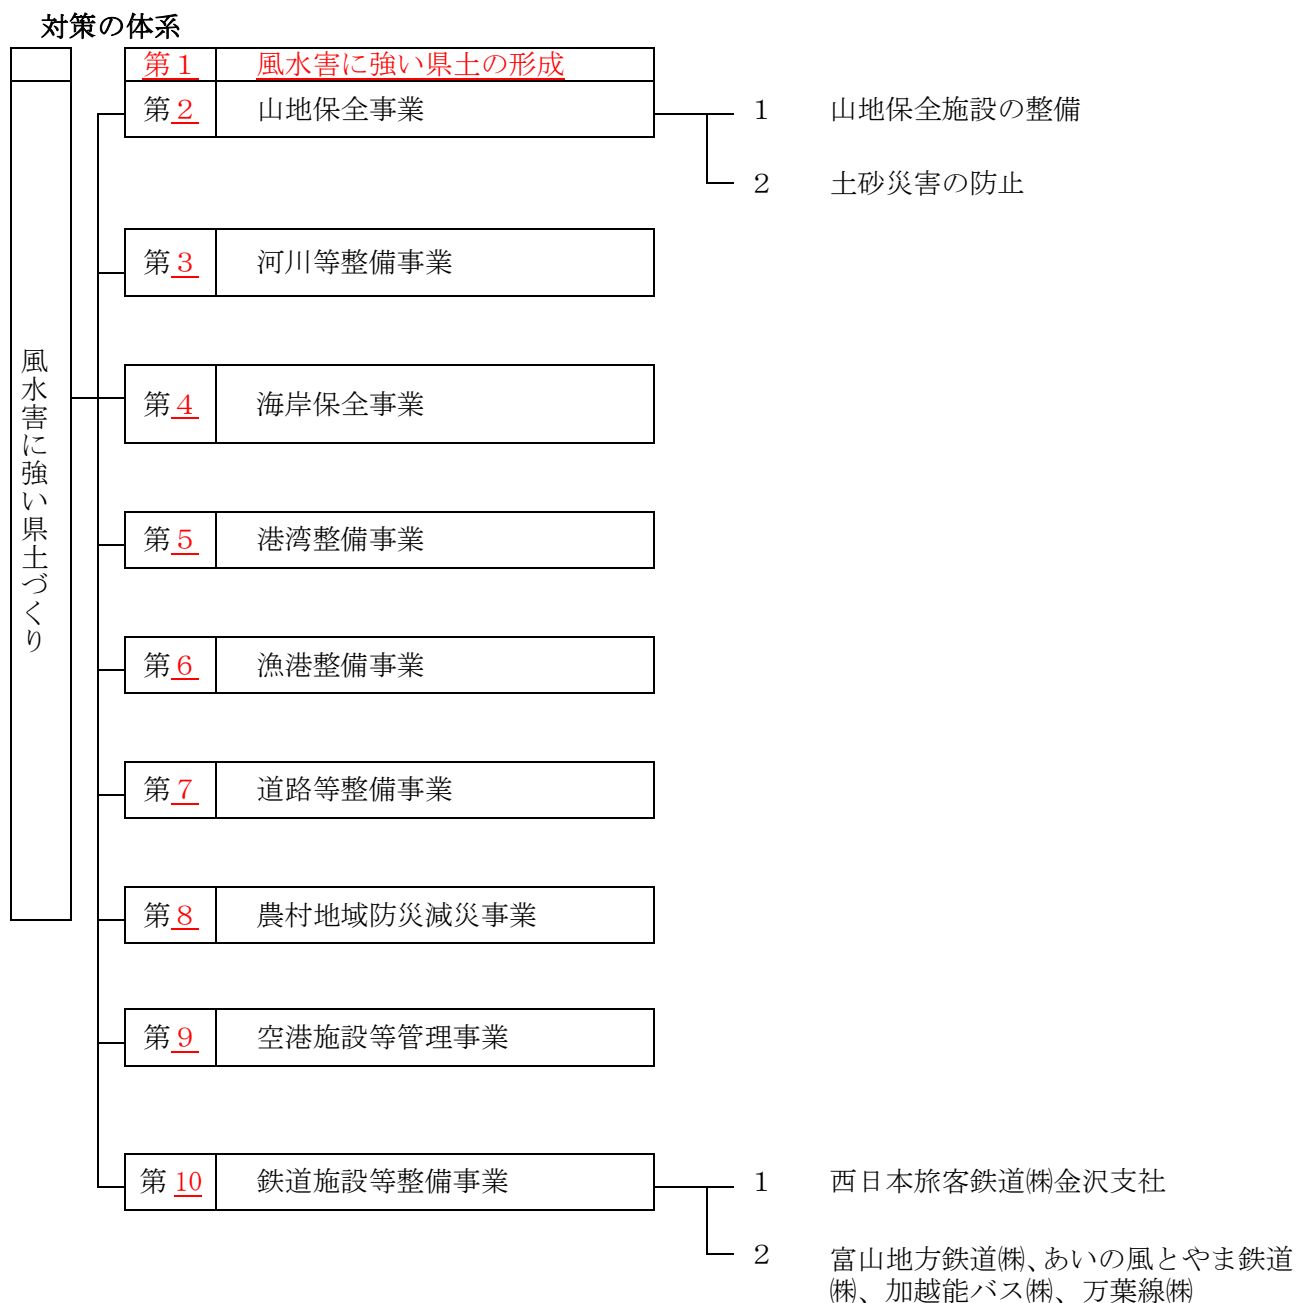 対策の体系
第１ 風水害に強い県土の形成
第２ 山地保全事業
１ 山地保全施設の整備
２ 土砂災害の防止
第３ 河川等整備事業
風水害に強い県土づくり
第４ 海岸保全事業
第５ 港湾整備事業
第６ 漁港整備事業
第７ 道路等整備事業
第８ 農村地域防災減災事業
第９ 空港施設等管理事業
第10 鉄道施設等整備事業
１ 西日本旅客鉄道㈱金沢支社
２ 富山地方鉄道㈱、あいの風とやま鉄道
㈱、加越能バス㈱、万葉線㈱